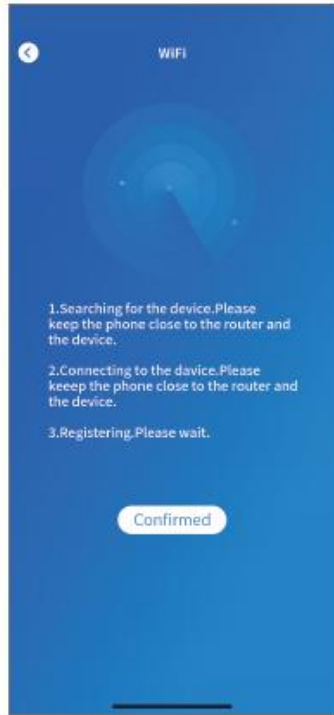 WiFi
1.Searching for the device.Please
keep the phone close to the router and
the device.
2.Connecting to the davice.Please
keeep the phone close to the router and
the device.
3.Registering.Please wait.
Confirmed